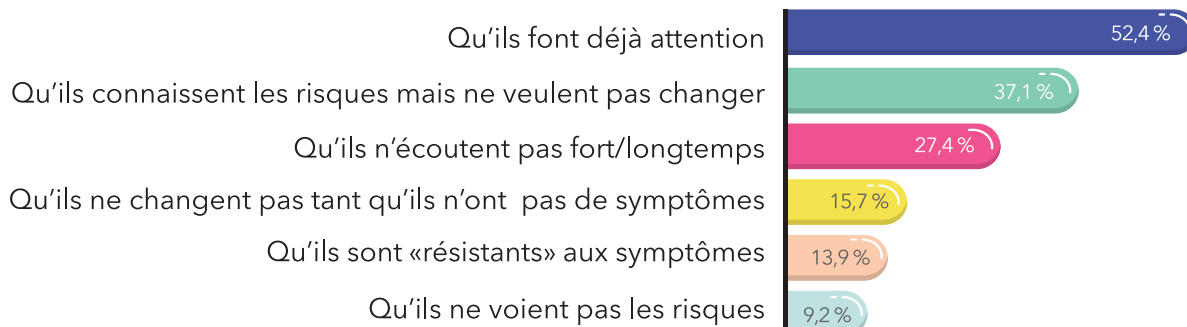 Qu’ils font déjà attention 52,4 %
Qu’ils connaissent les risques mais ne veulent pas changer 37,1 %
Qu’ils n’écoutent pas fort/longtemps 27,4 %
Qu’ils ne changent pas tant qu’ils n’ont  pas de symptômes 15,7 %
Qu’ils sont «résistants» aux symptômes 13,9 %
Qu’ils ne voient pas les risques 9,2 %